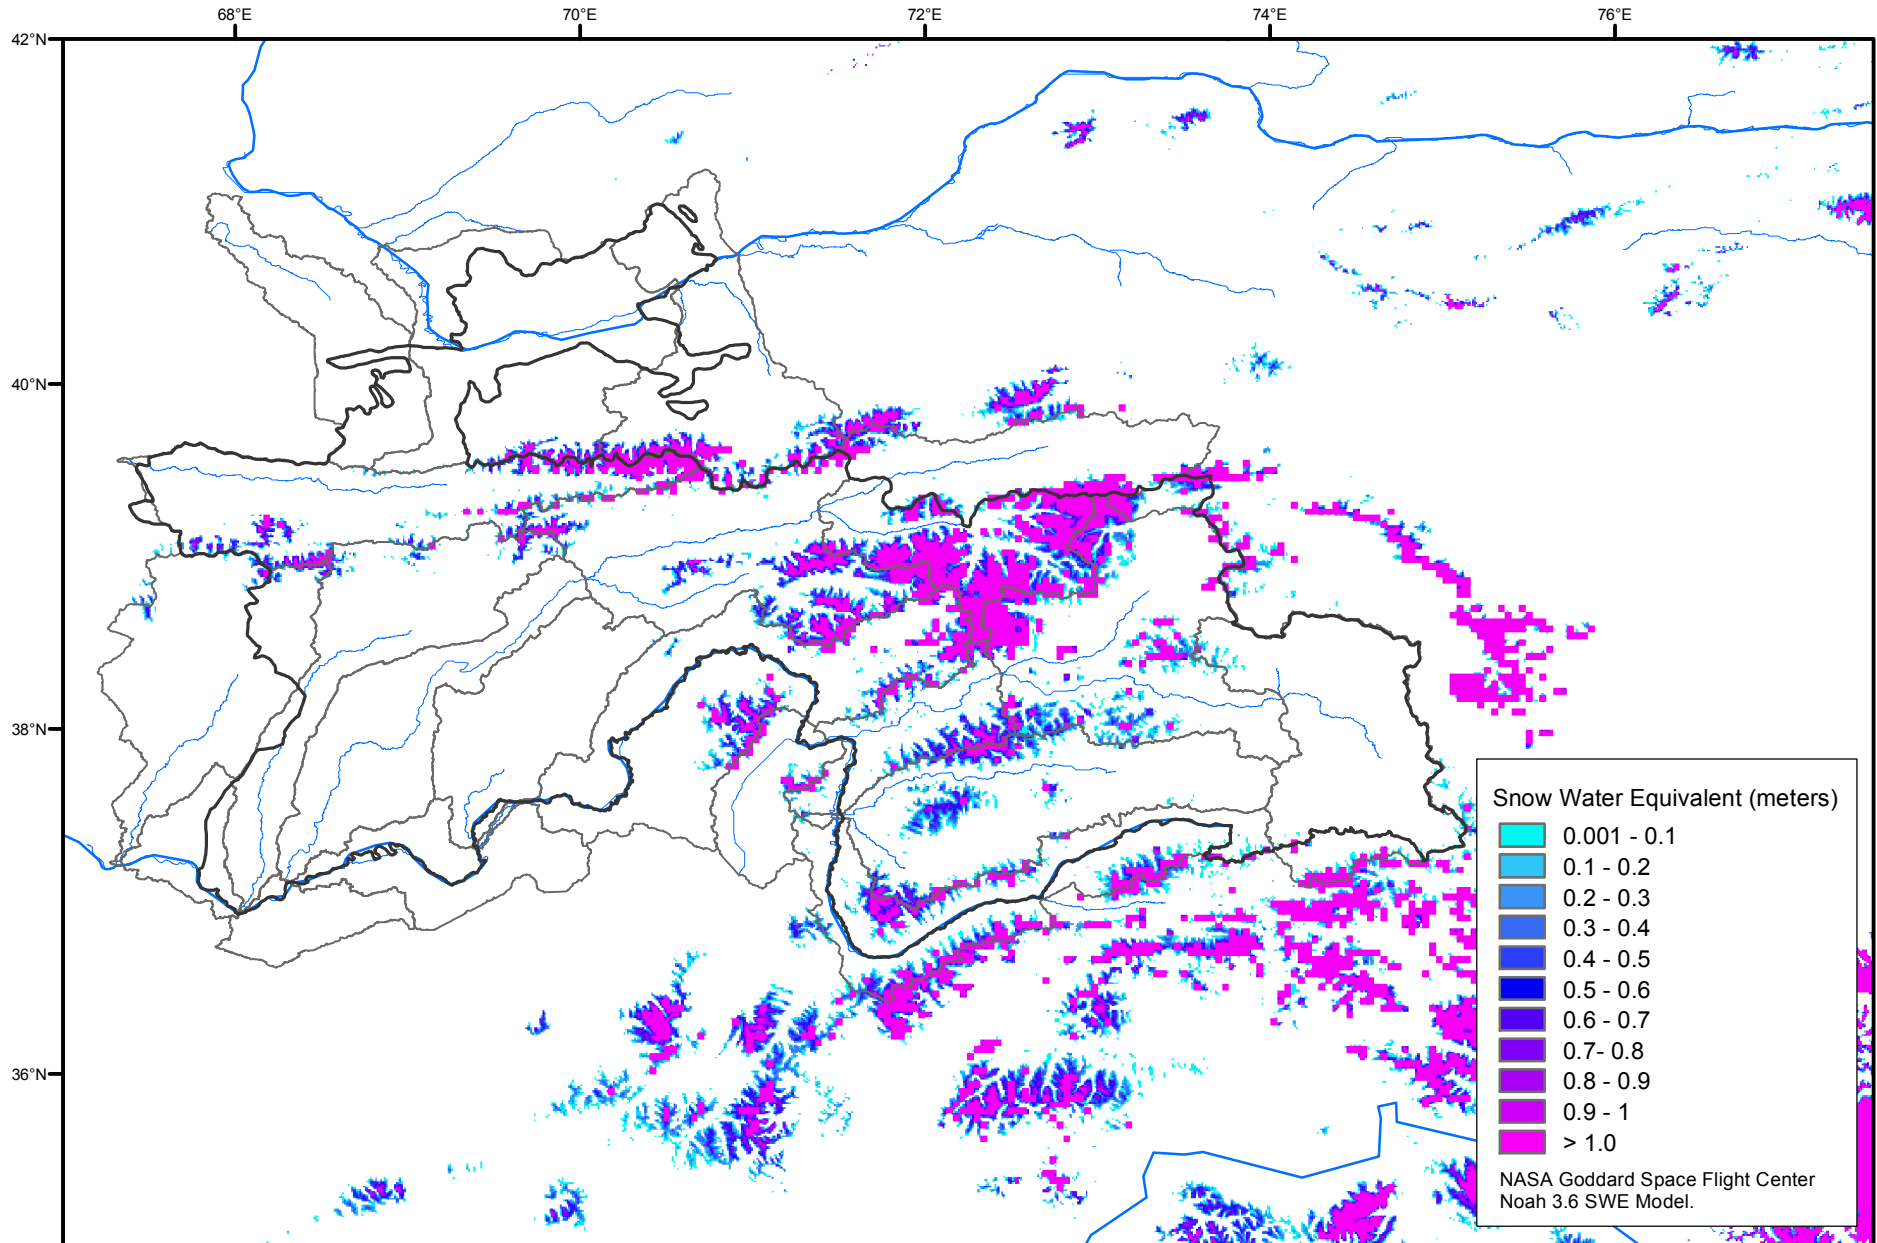 68°E 70°E 72°E 74°E 76°E
42°N
40°N
38°N
36°N
Snow Water Equivalent (meters)
0.001 - 0.1
0.1 - 0.2
0.2 - 0.3
0.3 - 0.4
0.4 - 0.5
0.5 - 0.6
0.6 - 0.7
0.7- 0.8
0.8 - 0.9
0.9 - 1
> 1.0
NASA Goddard Space Flight Center
Noah 3.6 SWE Model.